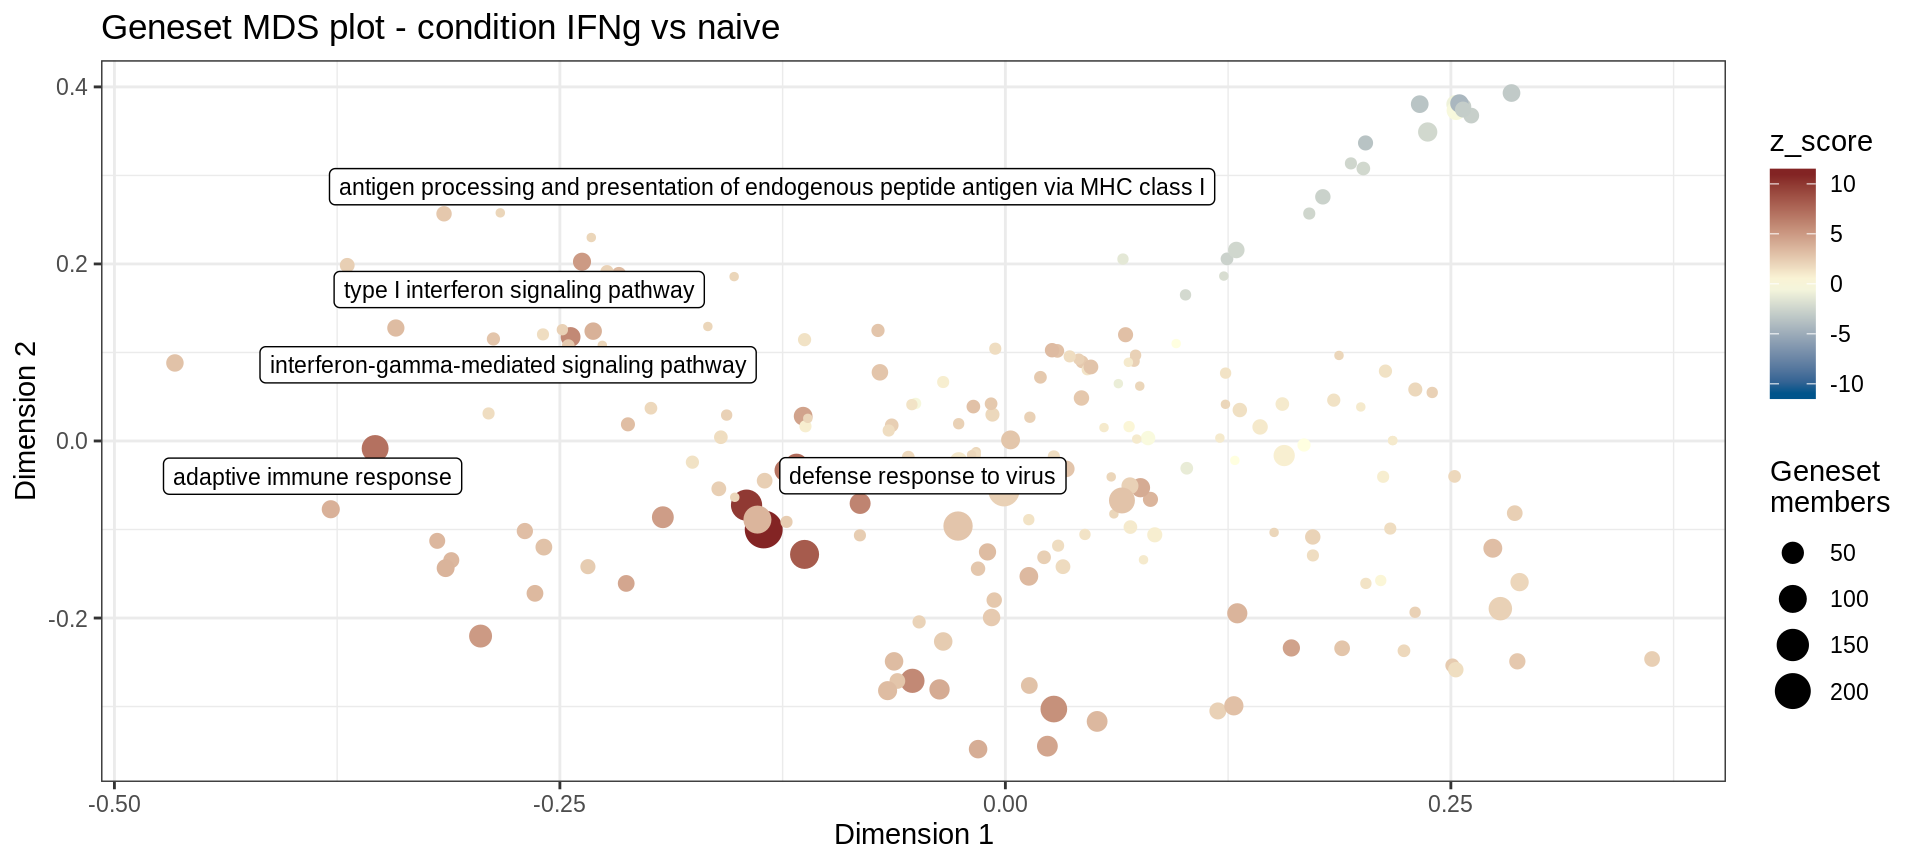 Geneset MDS plot - condition IFNg vs naive
0.4
0.2
0.0
-0.2
Dimension 2
antigen processing and presentation of endogenous peptide antigen via MHC class I
type I interferon signaling pathway
interferon-gamma-mediated signaling pathway
adaptive immune response
defense response to virus
-0.50
-0.25
0.00
0.25
Dimension 1
z_score
10
5
0
-5
-10
Geneset
members
50
100
150
200